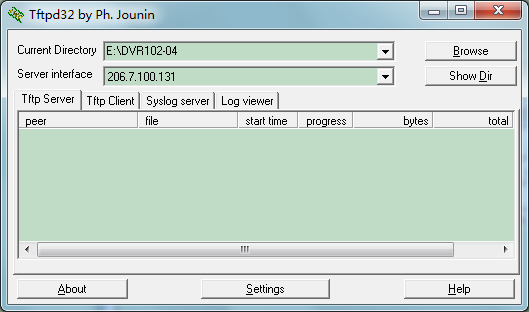 Tftpd32 by Ph. Jounin
Current Directory E:\DVR102-04 Browse
Server interface 206.7.100.131 Show Dir
Tftp Server Tftp Client Syslog server Log viewer
peer file start time progress bytes total
About Settings Help